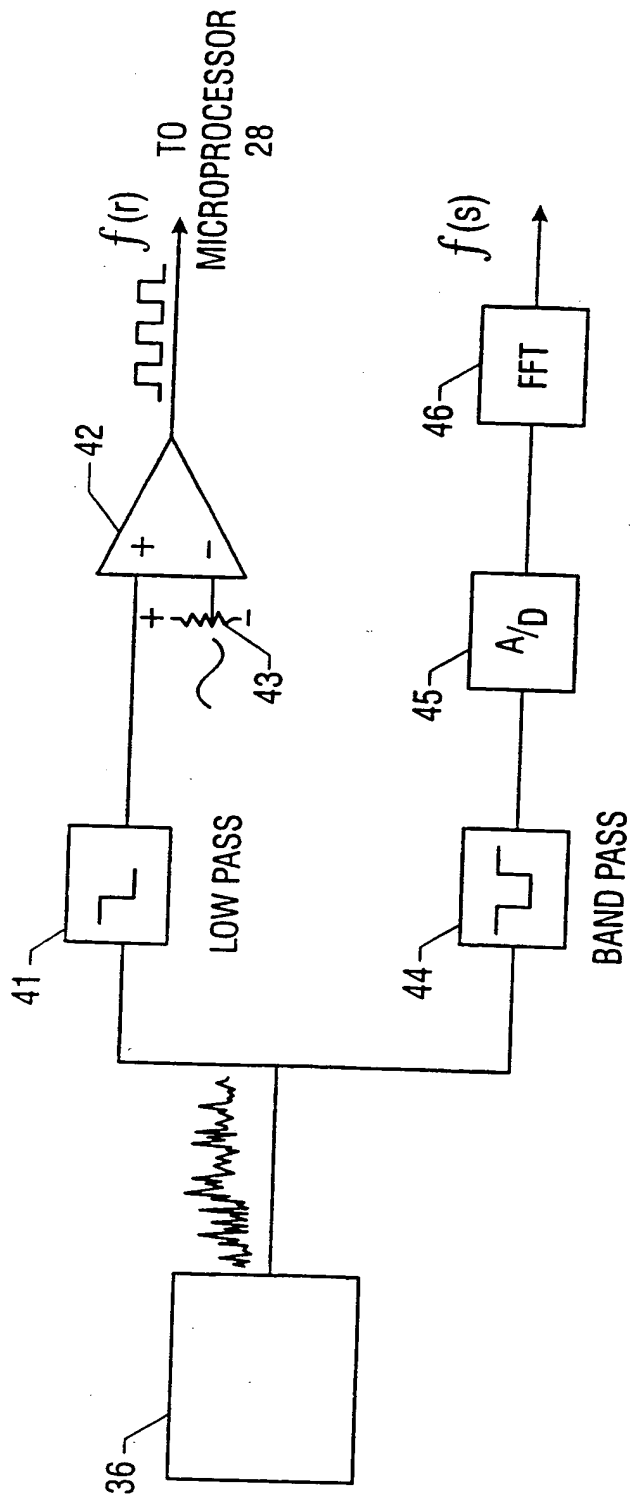 36
41
LOW PASS
42
+
−
+
−
43
f(r)
TO
MICROPROCESSOR
28
44
BAND PASS
45
A/D
46
FFT
f(s)